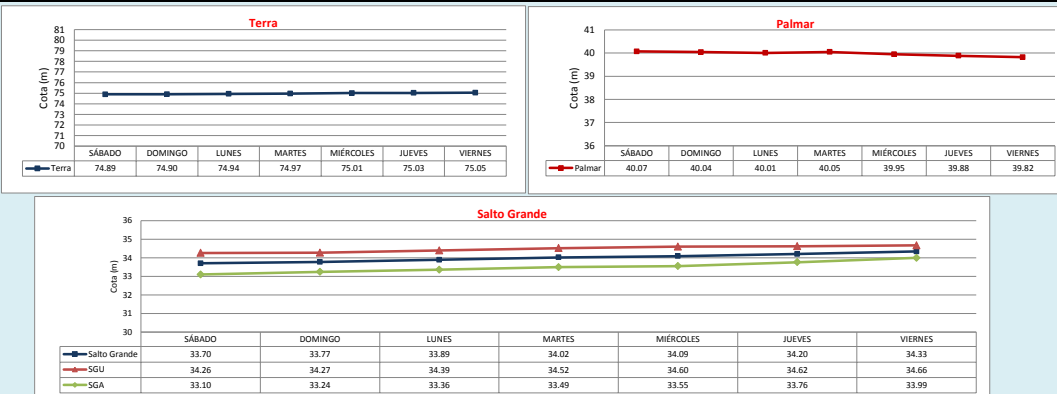 Terra
Cota (m)
81
80
79
78
77
76
75
74
73
72
71
70
SÁBADO DOMINGO LUNES MARTES MIÉRCOLES JUEVES VIERNES
Terra 74.89 74.90 74.94 74.97 75.01 75.03 75.05
Palmar
Cota (m)
41
40
39
38
37
36
SÁBADO DOMINGO LUNES MARTES MIÉRCOLES JUEVES VIERNES
Palmar 40.07 40.04 40.01 40.05 39.95 39.88 39.82
Salto Grande
Cota (m)
36
35
34
33
32
31
30
SÁBADO DOMINGO LUNES MARTES MIÉRCOLES JUEVES VIERNES
Salto Grande 33.70 33.77 33.89 34.02 34.09 34.20 34.33
SGU 34.26 34.27 34.39 34.52 34.60 34.62 34.66
SGA 33.10 33.24 33.36 33.49 33.55 33.76 33.99